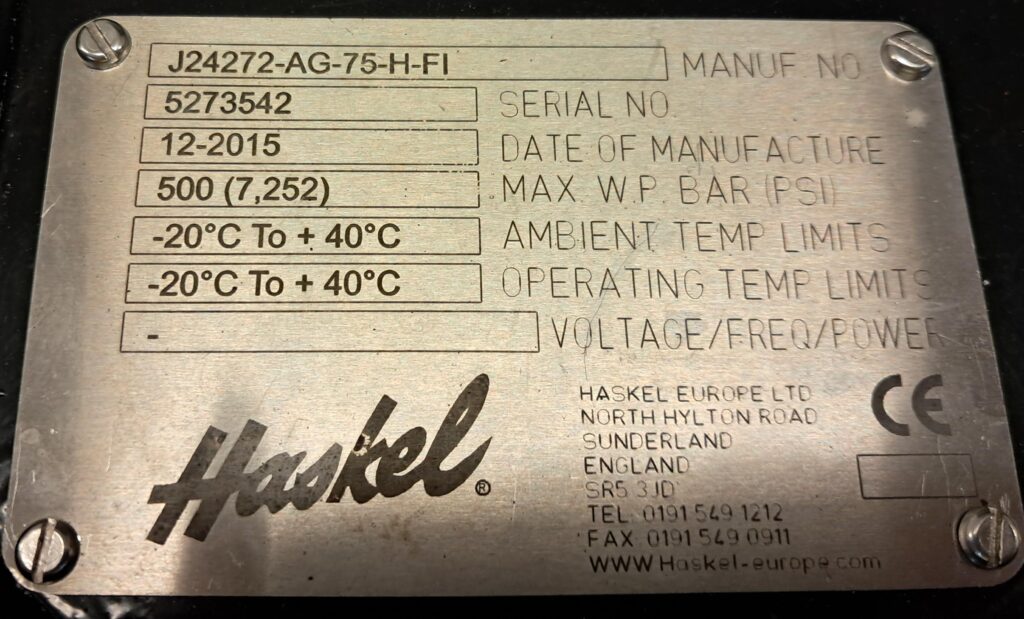 J24272-AG-75-H-FI MANUF. NO.
5273542 SERIAL NO.
12-2015 DATE OF MANUFACTURE
500 (7,252) MAX. W.P. BAR (PSI)
-20°C To + 40°C AMBIENT TEMP LIMITS
-20°C To + 40°C OPERATING TEMP LIMITS
- VOLTAGE/FREQ/POWER
Haskel®
HASKEL EUROPE LTD
NORTH HYLTON ROAD
SUNDERLAND
ENGLAND
SR5 3JD
TEL: 0191 549 1212
FAX: 0191 549 0911
WWW.Haskel-europe.com
CE